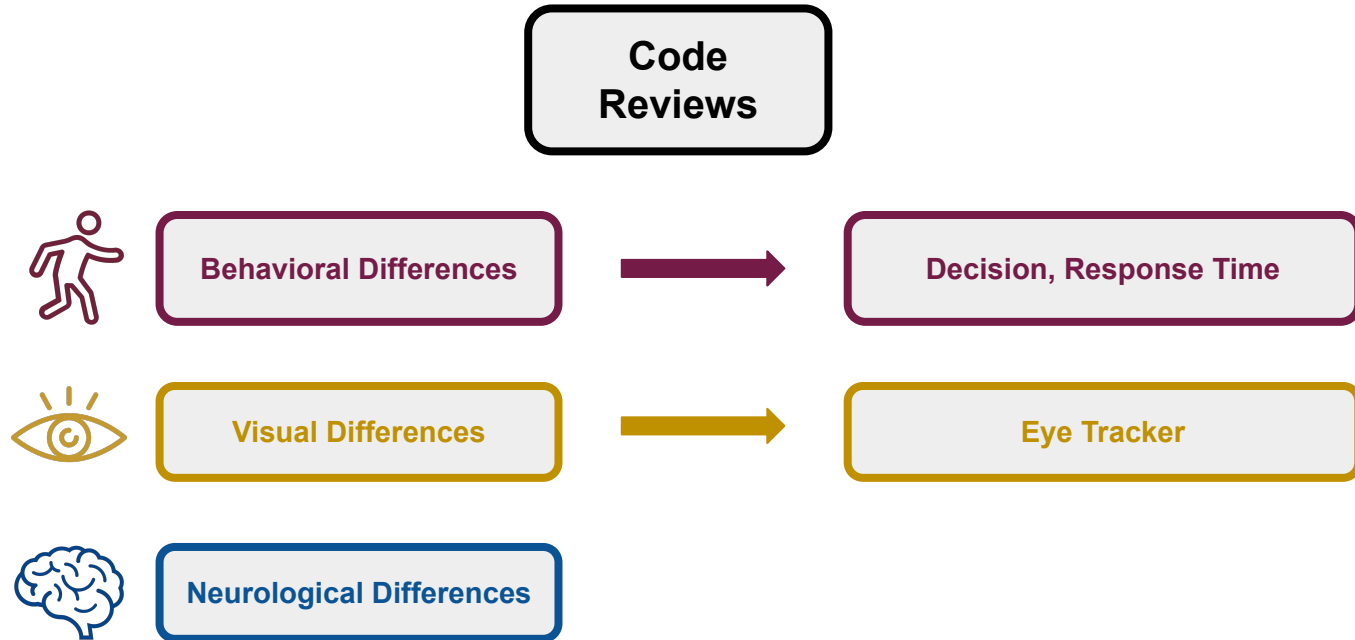 Code
Reviews
Behavioral Differences
Decision, Response Time
Visual Differences
Eye Tracker
Neurological Differences